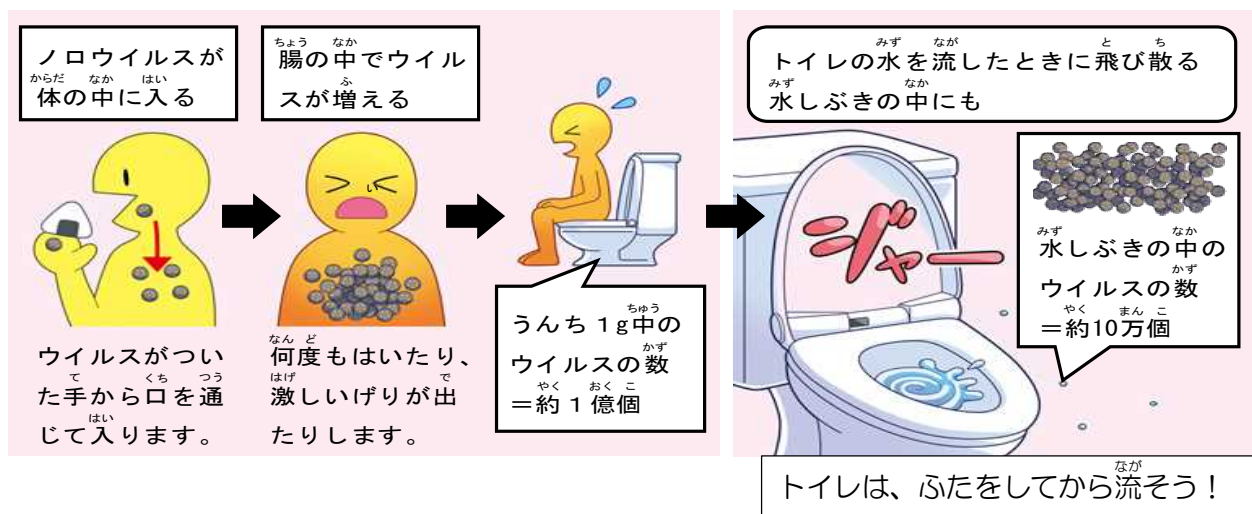 ノロウイルスが
体の中に入る
腸の中でウイル
スが増える
ウイルスがつい
た手から口を通
じて入ります。
何度もはいたり、
激しいげりが出
たりします。
うんち1g中の
ウイルスの数
＝約1億個
トイレの水を流したときに飛び散る
水しぶきの中にも
ジャー
水しぶきの中の
ウイルスの数
＝約10万個
トイレは、ふたをしてから流そう！